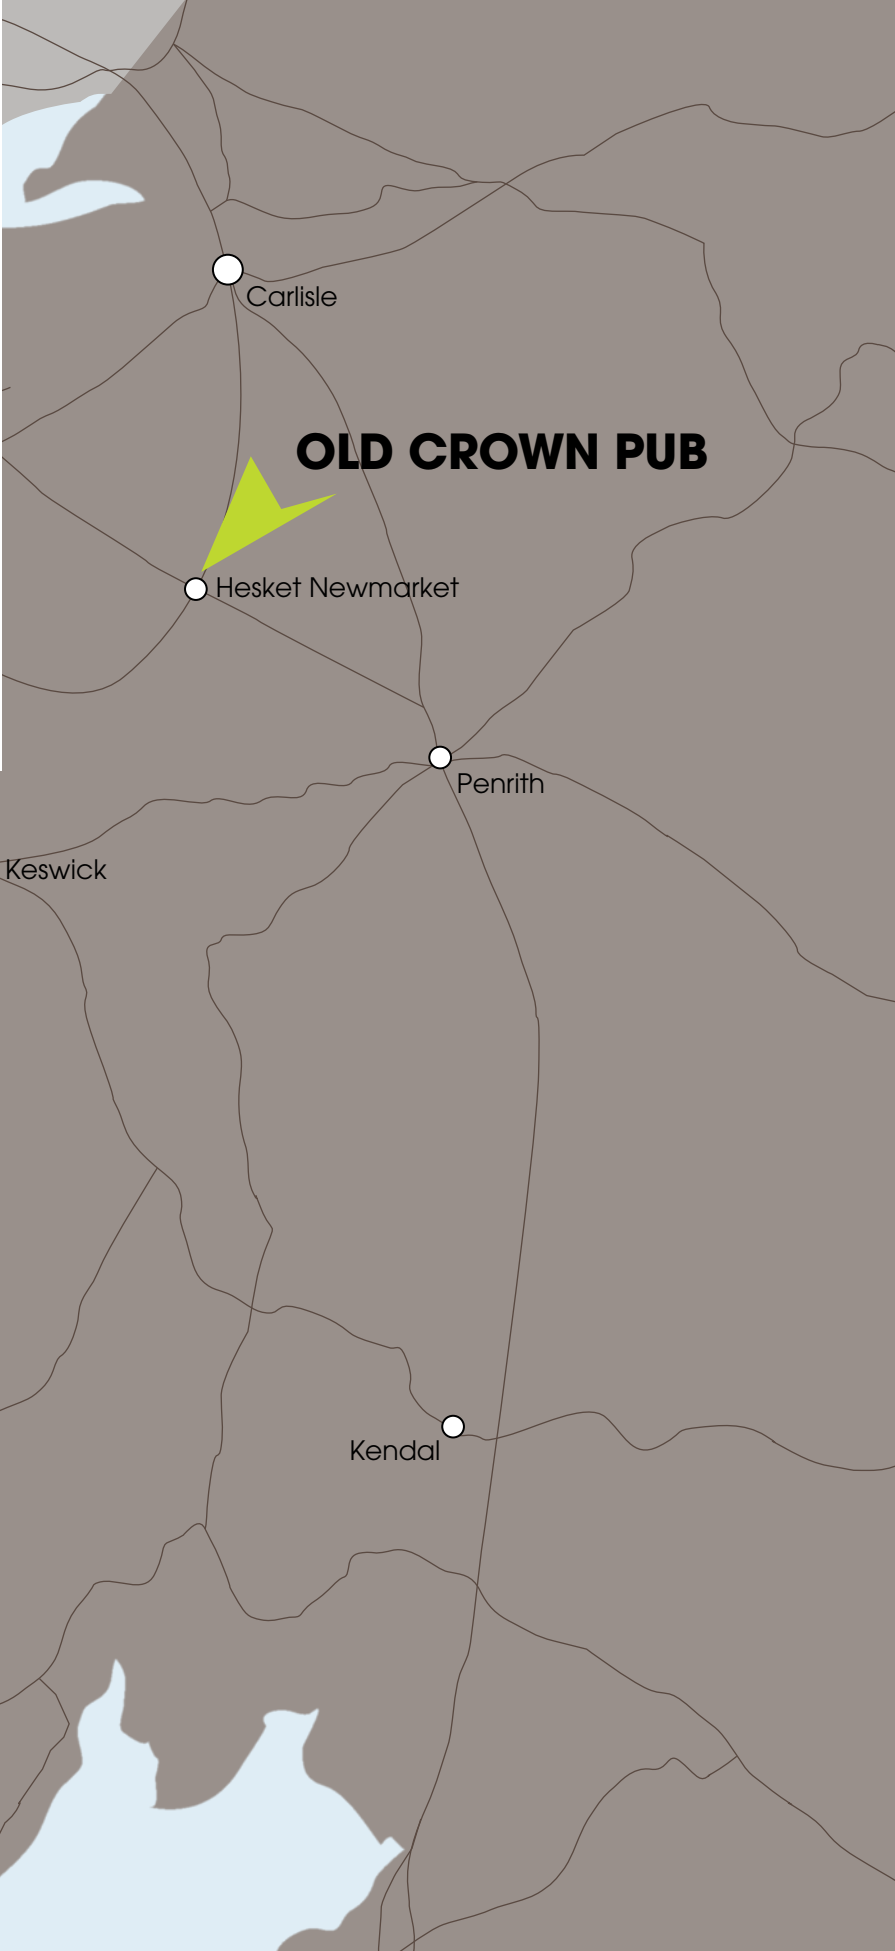 Carlisle
OLD CROWN PUB
Hesket Newmarket
Penrith
Keswick
Kendal